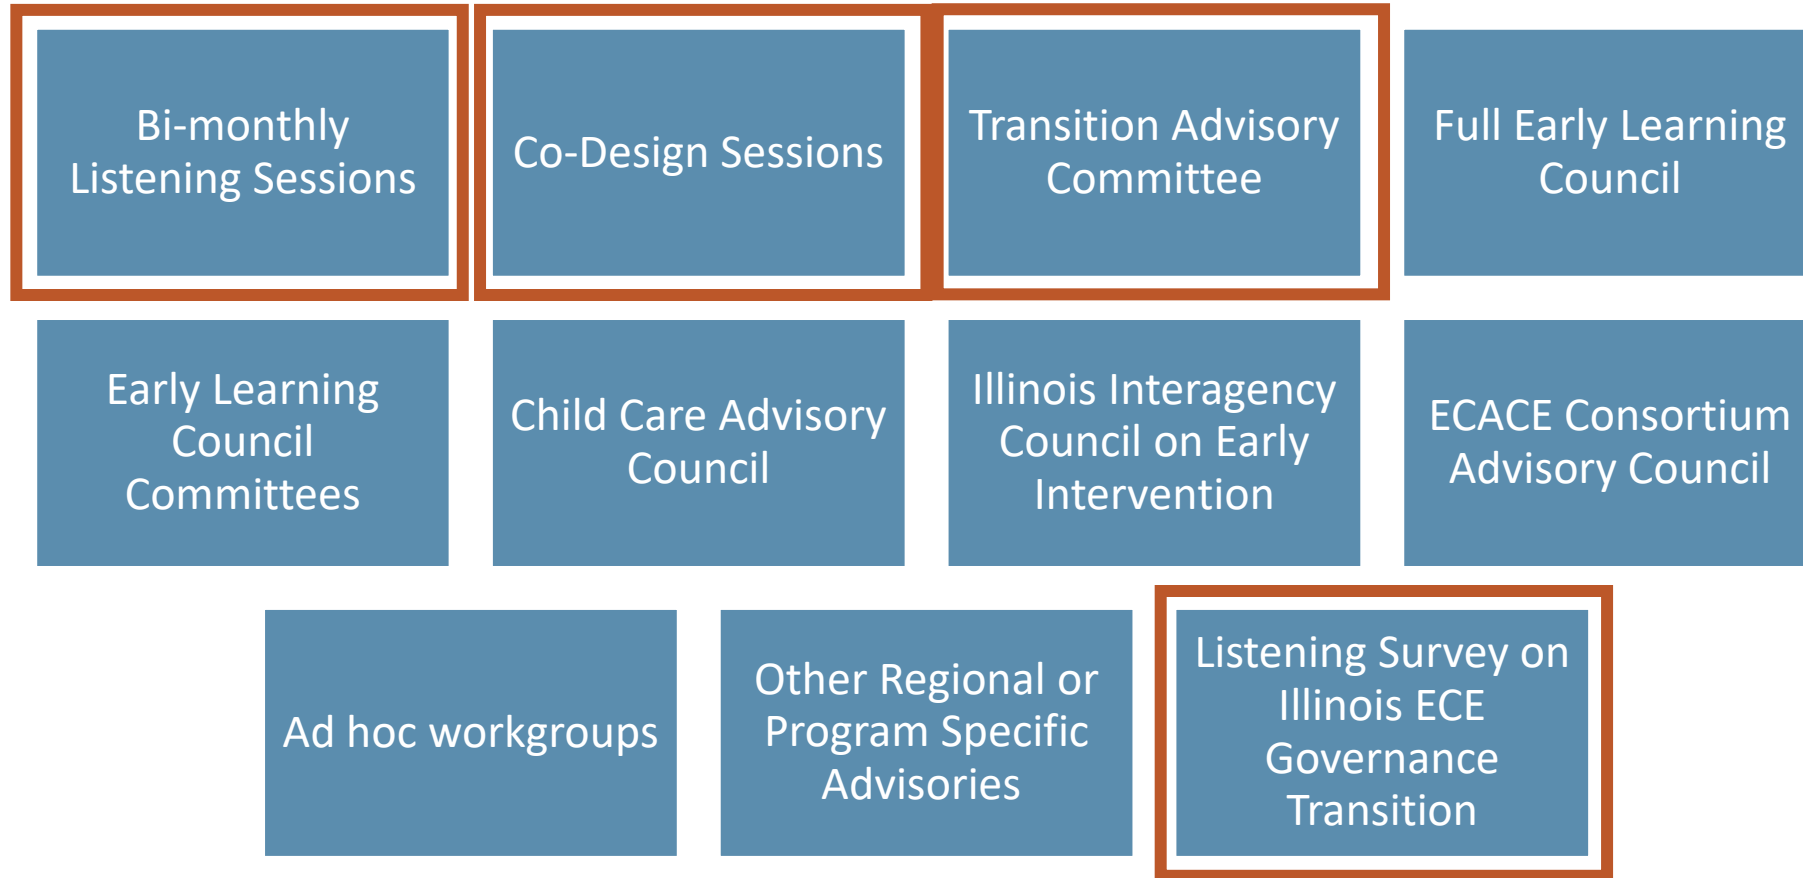 Bi-monthly
Listening Sessions
Co-Design Sessions
Transition Advisory
Committee
Full Early Learning
Council
Early Learning
Council
Committees
Child Care Advisory
Council
Illinois Interagency
Council on Early
Intervention
ECACE Consortium
Advisory Council
Ad hoc workgroups
Other Regional or
Program Specific
Advisories
Listening Survey on
Illinois ECE
Governance
Transition